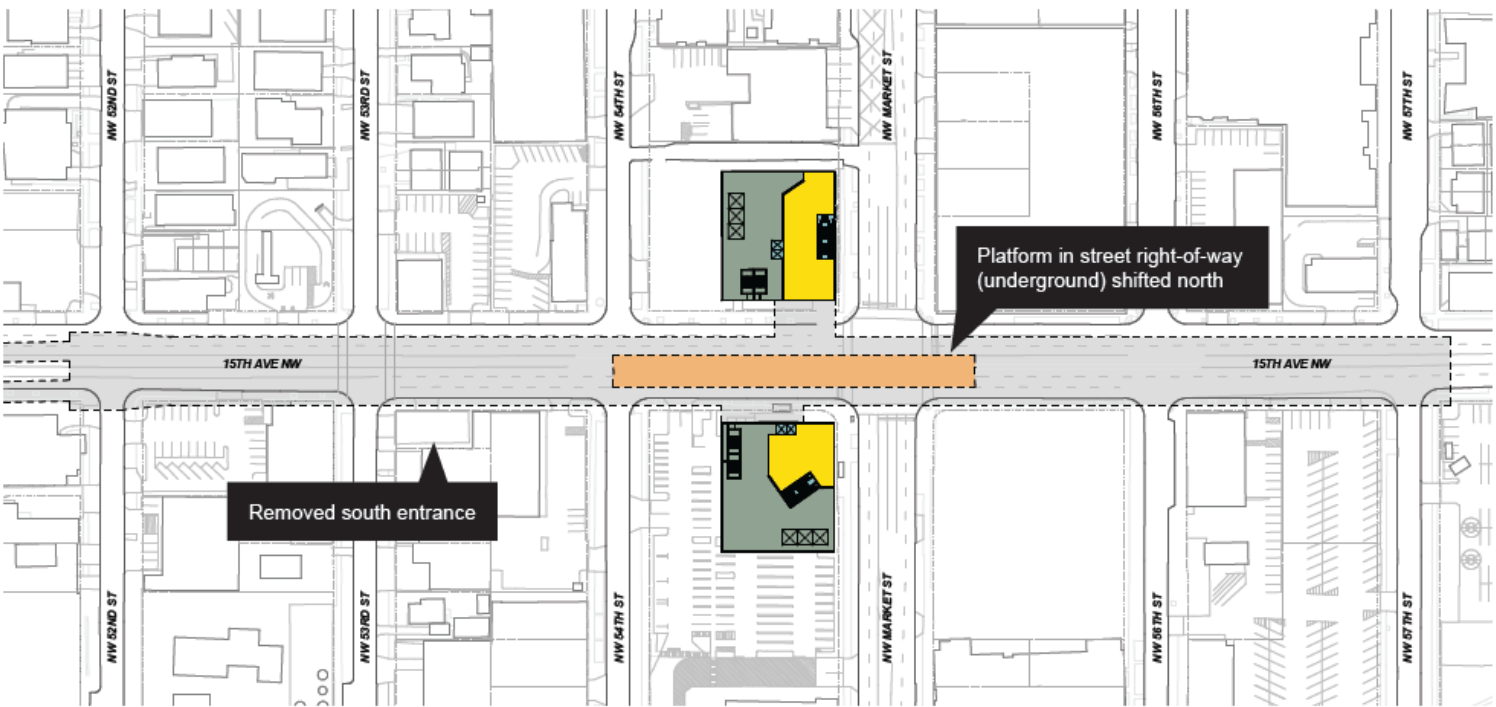 NW 52ND ST
NW 53RD ST
NW 54TH ST
NW MARKET ST
NW 56TH ST
NW 57TH ST
Platform in street right-of-way
(underground) shifted north
15TH AVE NW
15TH AVE NW
Removed south entrance
NW 52ND ST
NW 53RD ST
NW 54TH ST
NW MARKET ST
NW 56TH ST
NW 57TH ST